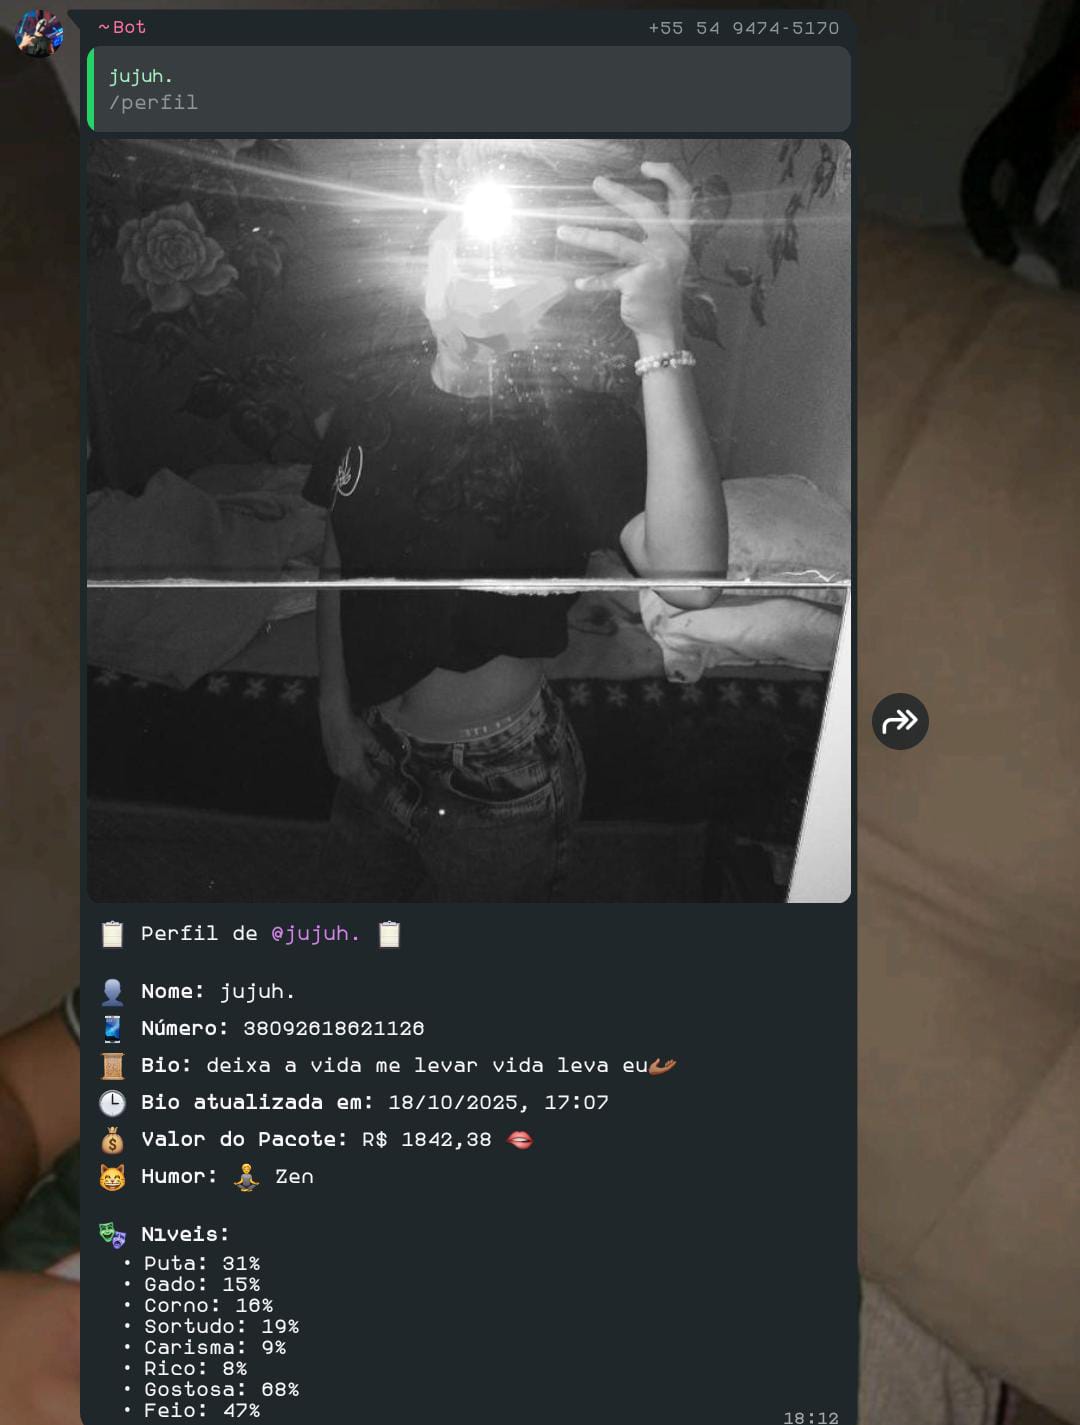 ~Bot
+55 54 9474-5170
jujuh.
/perfil
📋 Perfil de @jujuh. 📋
👤 Nome: jujuh.
📱 Número: 38092618621126
📜 Bio: deixa a vida me levar vida leva eu🫴🏾
🕒 Bio atualizada em: 18/10/2025, 17:07
💰 Valor do Pacote: R$ 1842,38 🫦
😸 Humor: 🧘 Zen
🎭 Níveis:
• Puta: 31%
• Gado: 15%
• Corno: 16%
• Sortudo: 19%
• Carisma: 9%
• Rico: 8%
• Gostosa: 68%
• Feio: 47%
18:12